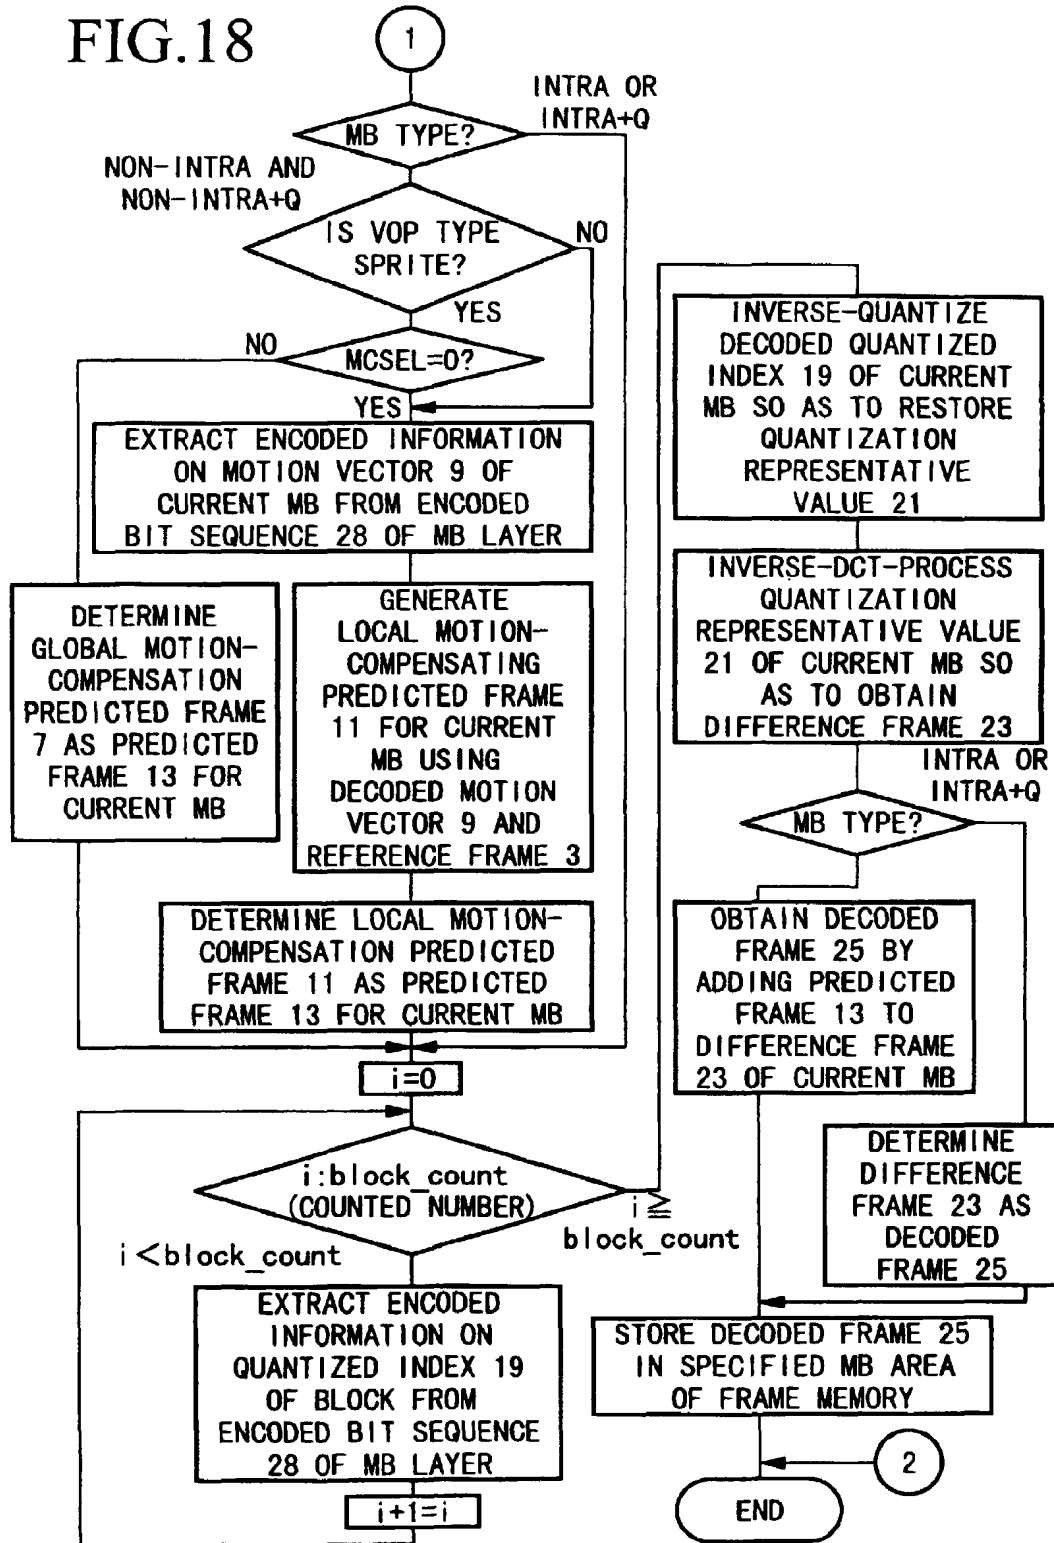 FIG.18
1
MB TYPE?
INTRA OR
INTRA+Q
NON-INTRA AND
NON-INTRA+Q
IS VOP TYPE
SPRITE?
NO
YES
NO
MCSEL=0?
YES
EXTRACT ENCODED INFORMATION
ON MOTION VECTOR 9 OF
CURRENT MB FROM ENCODED
BIT SEQUENCE 28 OF MB LAYER
DETERMINE
GLOBAL MOTION-
COMPENSATION
PREDICTED FRAME
7 AS PREDICTED
FRAME 13 FOR
CURRENT MB
GENERATE
LOCAL MOTION-
COMPENSATING
PREDICTED FRAME
11 FOR CURRENT
MB USING
DECODED MOTION
VECTOR 9 AND
REFERENCE FRAME 3
DETERMINE LOCAL MOTION-
COMPENSATION PREDICTED
FRAME 11 AS PREDICTED
FRAME 13 FOR CURRENT MB
i=0
i:block_count
(COUNTED NUMBER)
i≧
block_count
i<block_count
EXTRACT ENCODED
INFORMATION ON
QUANTIZED INDEX 19
OF BLOCK FROM
ENCODED BIT SEQUENCE
28 OF MB LAYER
i+1=i
INVERSE-QUANTIZE
DECODED QUANTIZED
INDEX 19 OF CURRENT
MB SO AS TO RESTORE
QUANTIZATION
REPRESENTATIVE
VALUE 21
INVERSE-DCT-PROCESS
QUANTIZATION
REPRESENTATIVE VALUE
21 OF CURRENT MB SO
AS TO OBTAIN
DIFFERENCE FRAME 23
INTRA OR
INTRA+Q
MB TYPE?
OBTAIN DECODED
FRAME 25 BY
ADDING PREDICTED
FRAME 13 TO
DIFFERENCE FRAME
23 OF CURRENT MB
DETERMINE
DIFFERENCE
FRAME 23 AS
DECODED
FRAME 25
STORE DECODED FRAME 25
IN SPECIFIED MB AREA
OF FRAME MEMORY
2
END